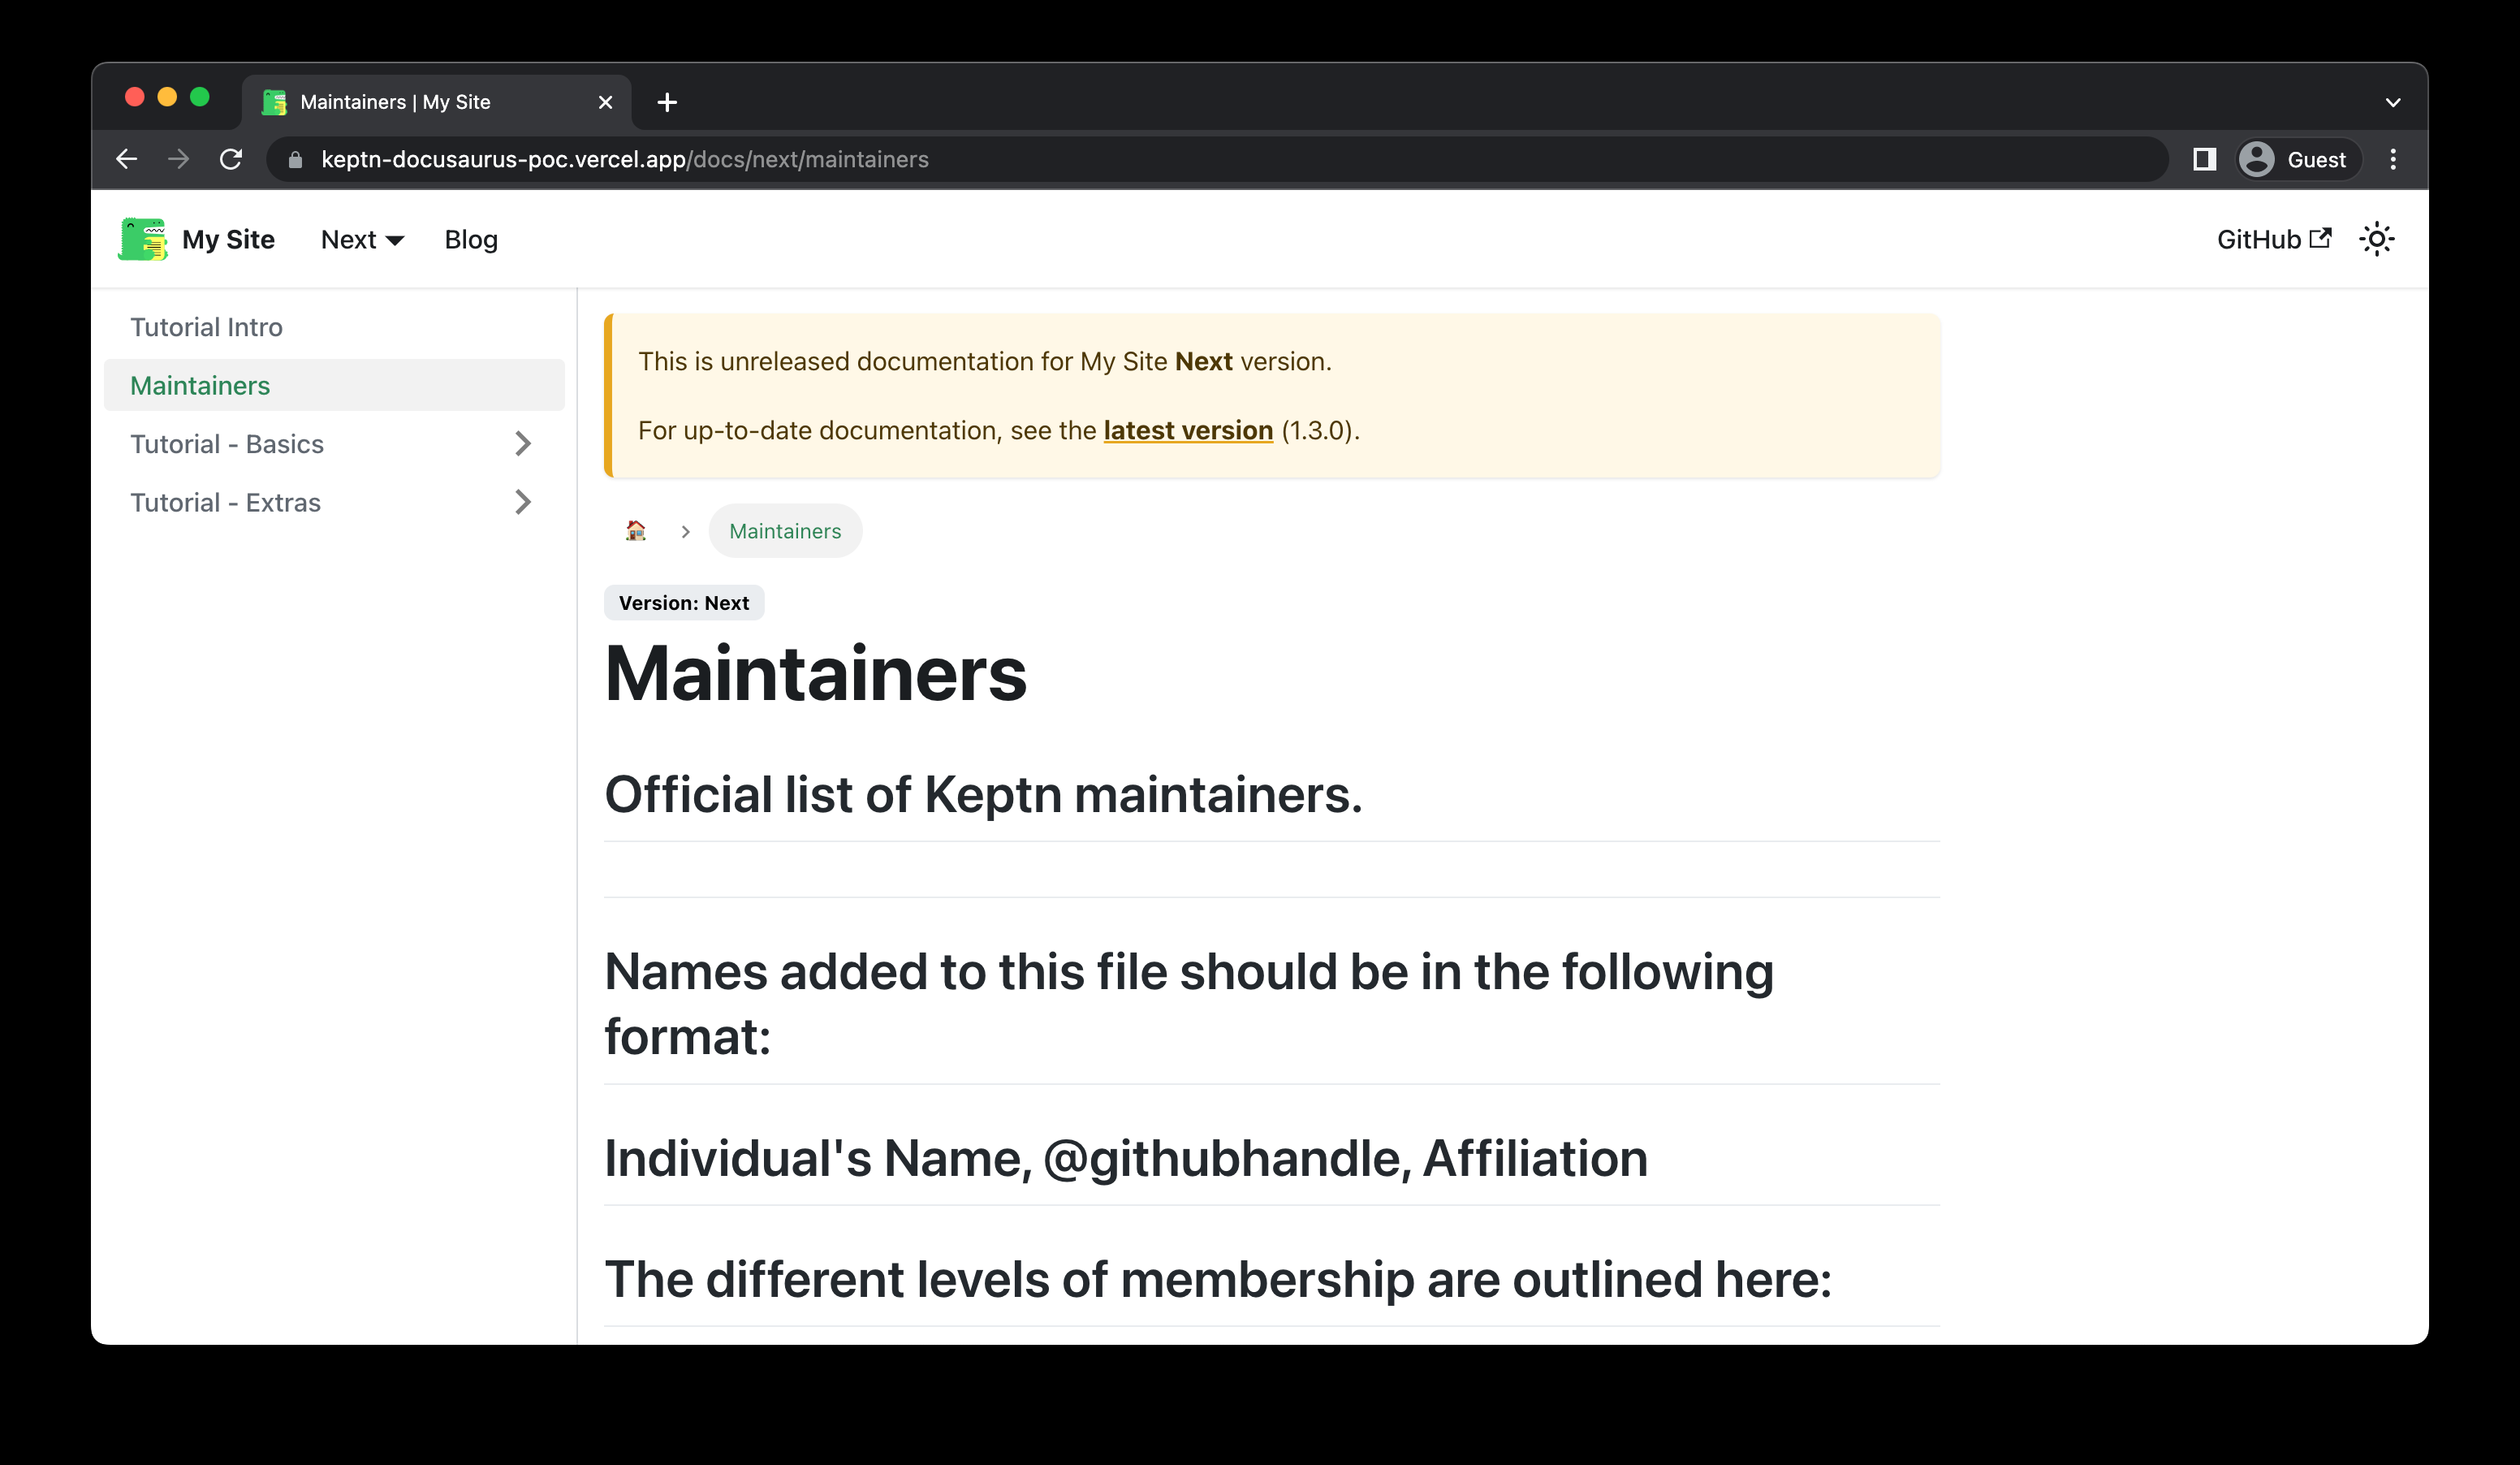 Maintainers | My Site
keptn-docusaurus-poc.vercel.app/docs/next/maintainers
Guest
My Site
Next
Blog
GitHub
Tutorial Intro
Maintainers
Tutorial - Basics
Tutorial - Extras
This is unreleased documentation for My Site Next version.
For up-to-date documentation, see the latest version (1.3.0).
Maintainers
Version: Next
Maintainers
Official list of Keptn maintainers.
Names added to this file should be in the following
format:
Individual's Name, @githubhandle, Affiliation
The different levels of membership are outlined here: